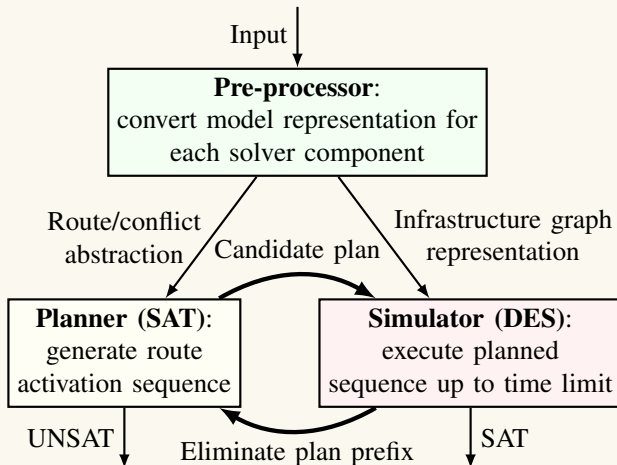 Input
Pre-processor:
convert model representation for
each solver component
Route/conflict
abstraction
Infrastructure graph
representation
Candidate plan
Planner (SAT):
generate route
activation sequence
Simulator (DES):
execute planned
sequence up to time limit
UNSAT
Eliminate plan prefix
SAT